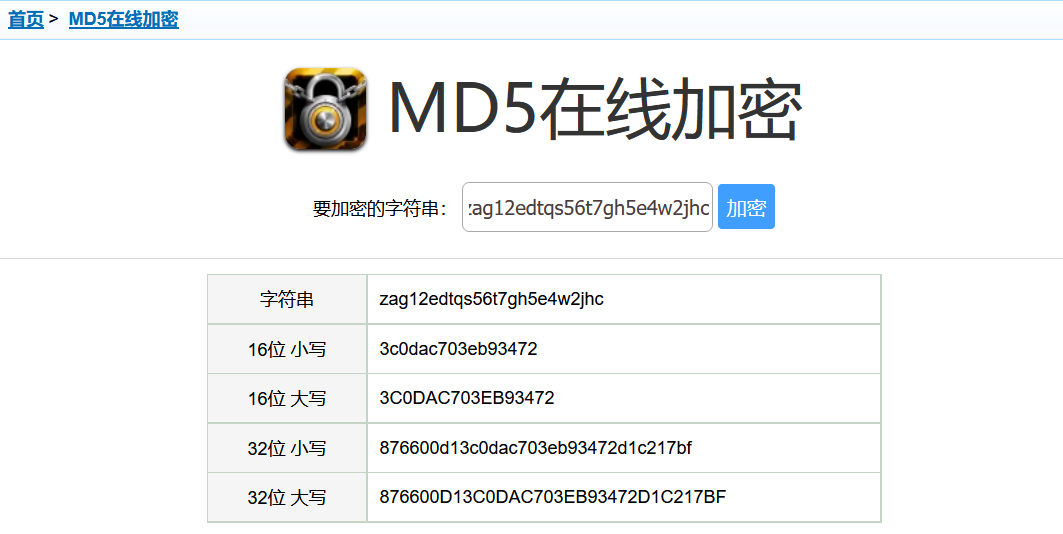 首页 > MD5在线加密
MD5在线加密
要加密的字符串： zag12edtqs56t7gh5e4w2jhc 加密
字符串 zag12edtqs56t7gh5e4w2jhc
16位 小写 3c0dac703eb93472
16位 大写 3C0DAC703EB93472
32位 小写 876600d13c0dac703eb93472d1c217bf
32位 大写 876600D13C0DAC703EB93472D1C217BF